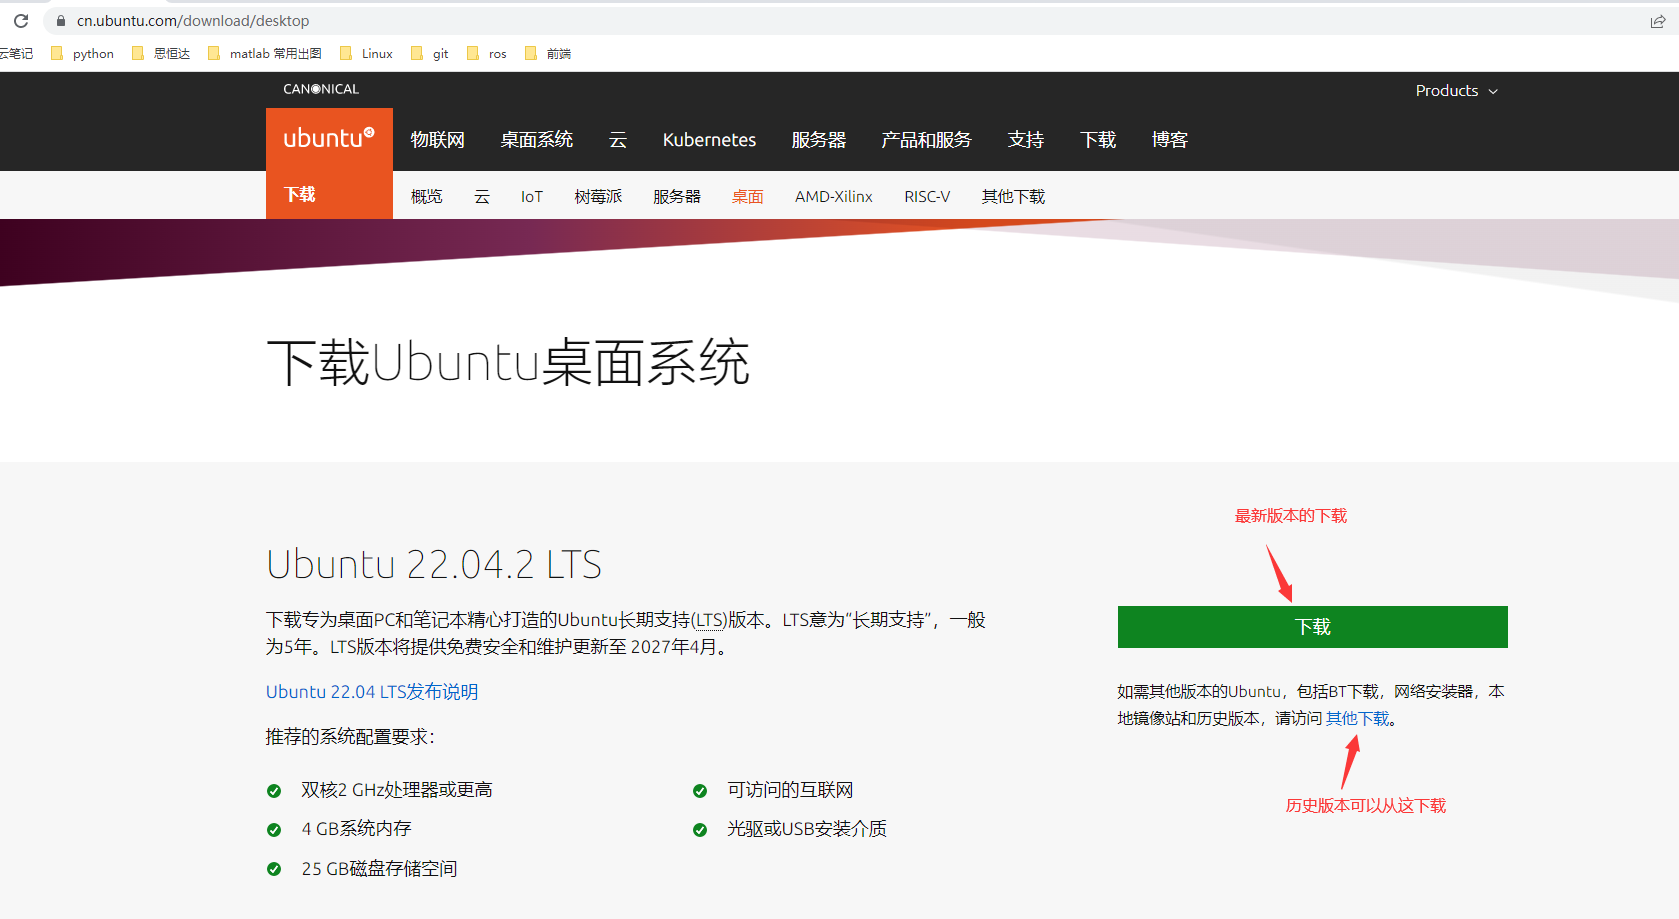 cn.ubuntu.com/download/desktop
云笔记 python 思恒达 matlab 常用出图 Linux git ros 前端
CANONICAL
Products
ubuntu
物联网 桌面系统 云 Kubernetes 服务器 产品和服务 支持 下载 博客
下载 概览 云 IoT 树莓派 服务器 桌面 AMD-Xilinx RISC-V 其他下载
下载Ubuntu桌面系统
最新版本的下载
Ubuntu 22.04.2 LTS
下载专为桌面PC和笔记本精心打造的Ubuntu长期支持(LTS)版本。LTS意为“长期支持”，一般
为5年。LTS版本将提供免费安全和维护更新至 2027年4月。
Ubuntu 22.04 LTS发布说明
推荐的系统配置要求：
双核2 GHz处理器或更高
4 GB系统内存
25 GB磁盘存储空间
可访问的互联网
光驱或USB安装介质
下载
如需其他版本的Ubuntu，包括BT下载，网络安装器，本
地镜像站和历史版本，请访问 其他下载。
历史版本可以从这下载